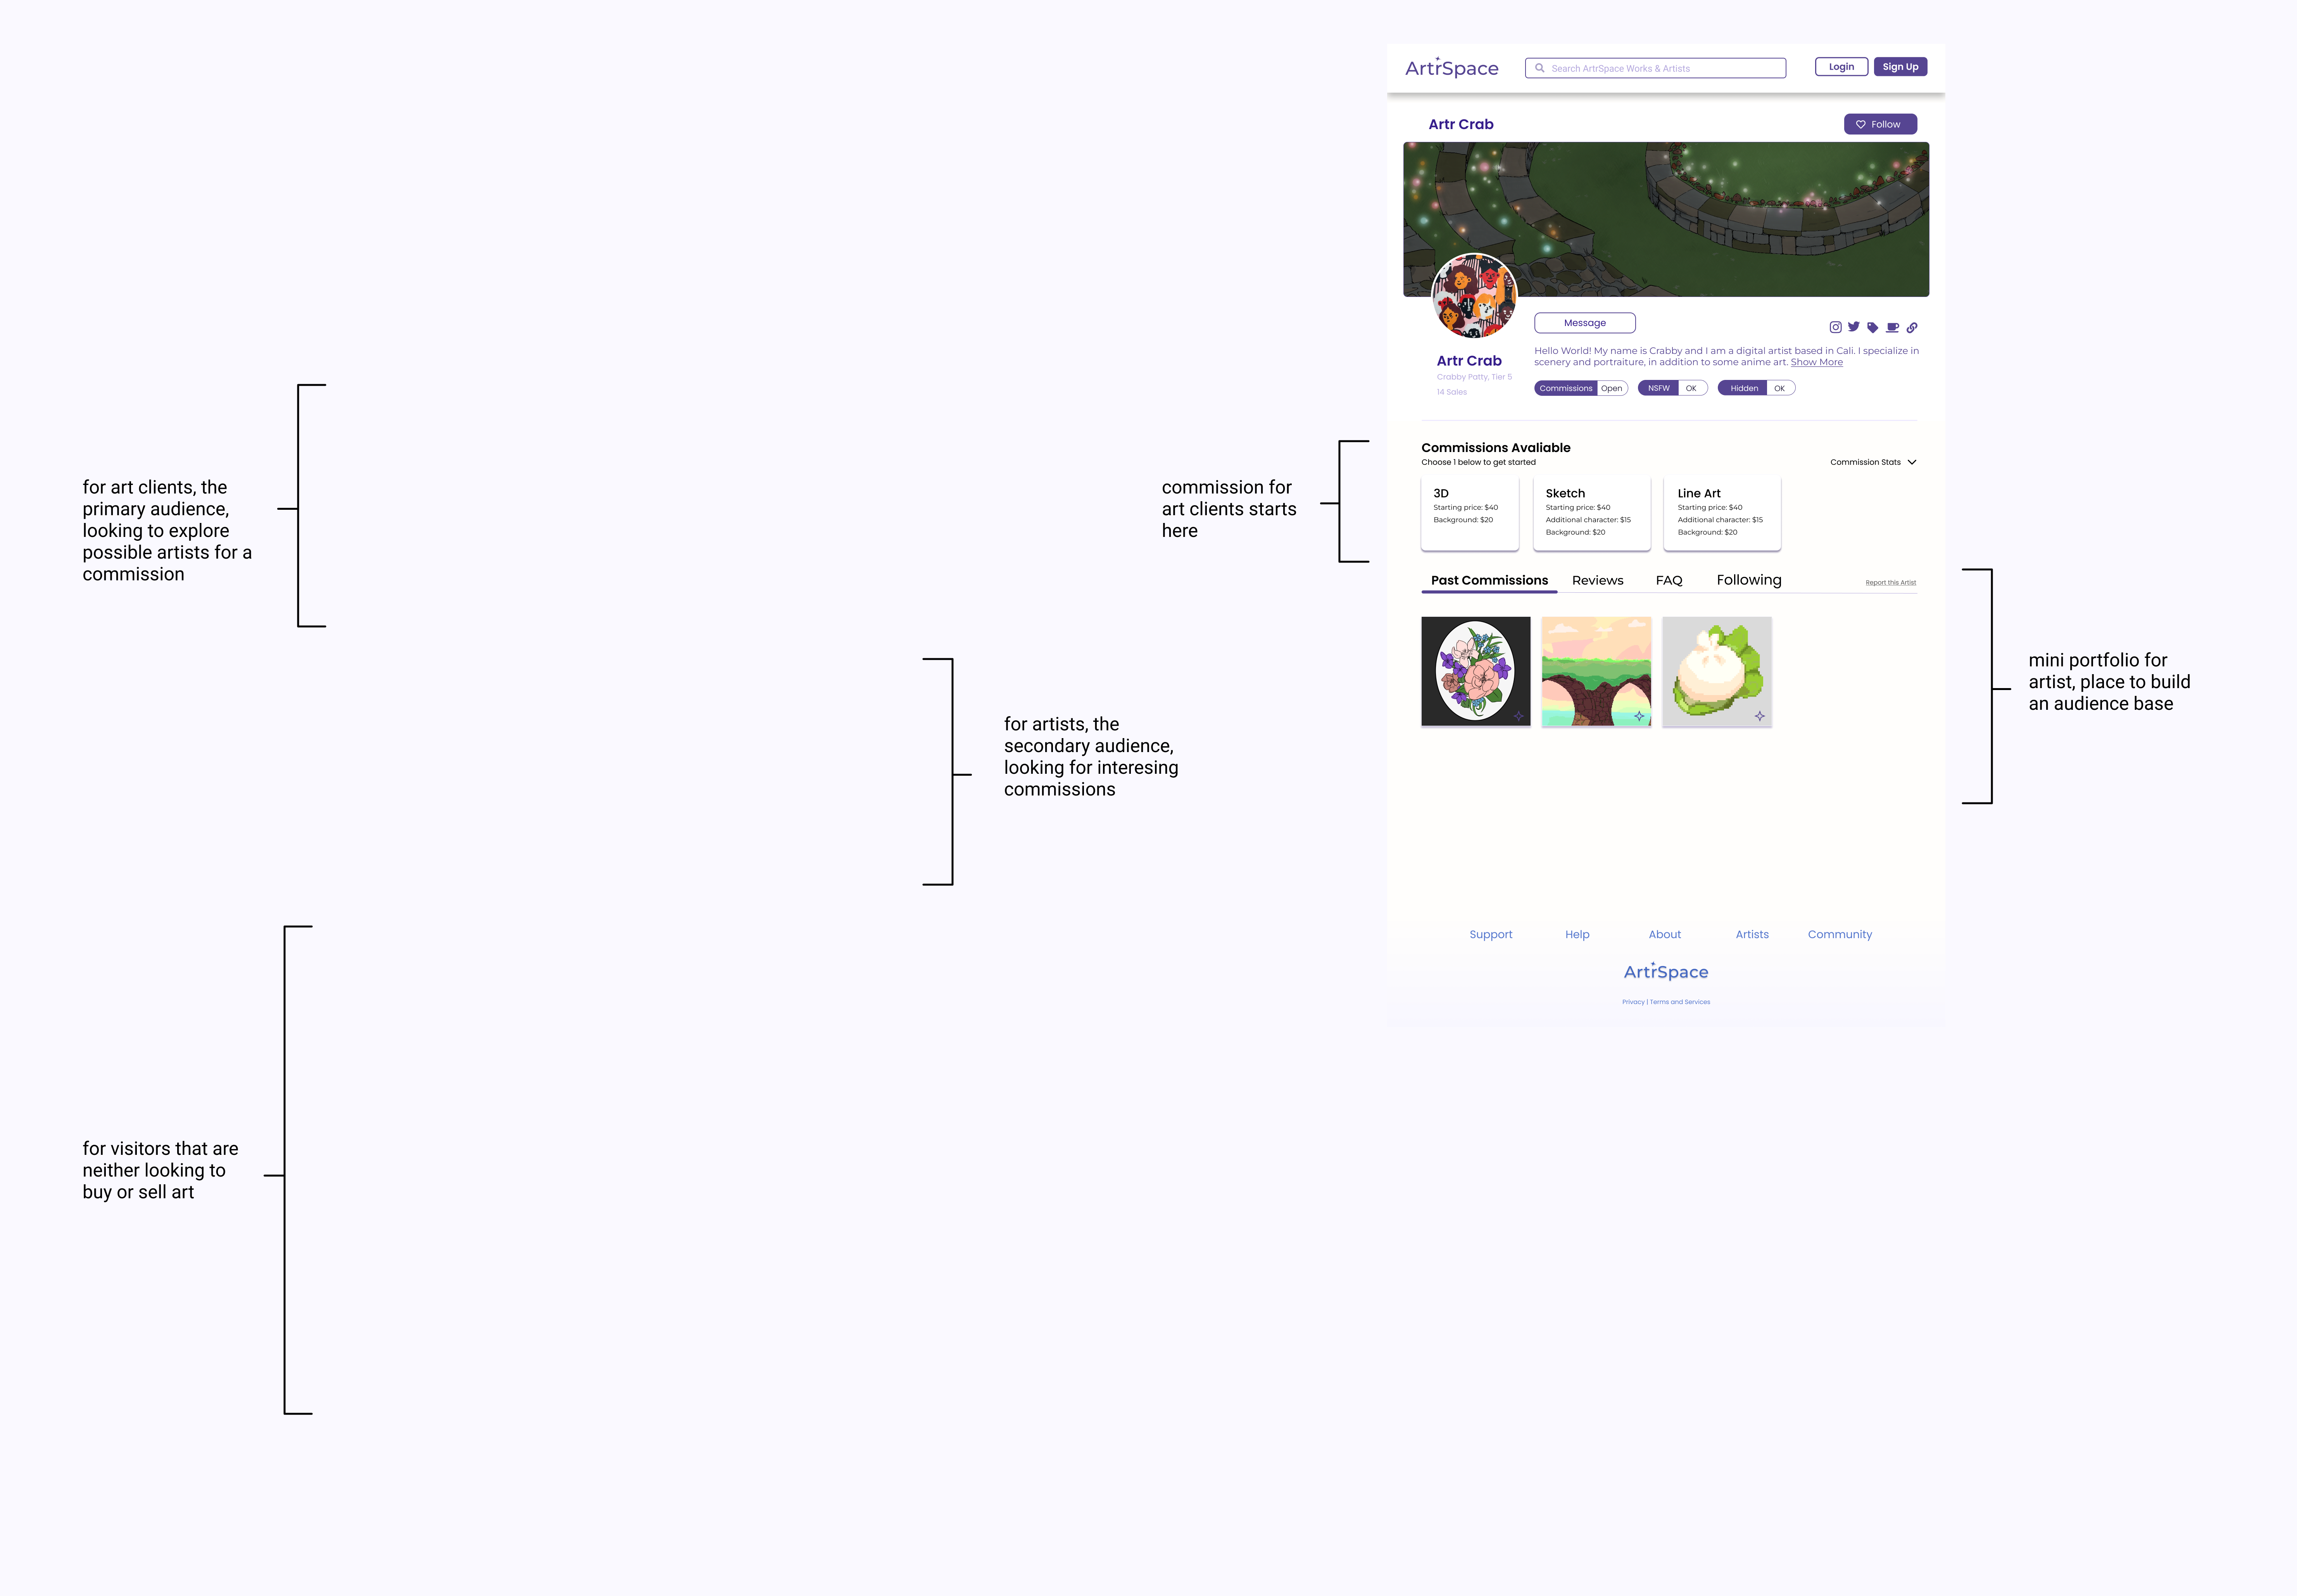 for art clients, the
primary audience,
looking to explore
possible artists for a
commission
for artists, the
secondary audience,
looking for interesing
commissions
for visitors that are
neither looking to
buy or sell art
commission for
art clients starts
here
ArtrSpace
Search ArtrSpace Works & Artists
Login
Sign Up
Artr Crab
Follow
Message
Artr Crab
Crabby Patty, Tier 5
14 Sales
Hello World! My name is Crabby and I am a digital artist based in Cali. I specialize in
scenery and portraiture, in addition to some anime art. Show More
Commissions Open
NSFW OK
Hidden OK
Commissions Avaliable
Choose 1 below to get started
Commission Stats
3D
Starting price: $40
Background: $20
Sketch
Starting price: $40
Additional character: $15
Background: $20
Line Art
Starting price: $40
Additional character: $15
Background: $20
Past Commissions
Reviews
FAQ
Following
Report this Artist
mini portfolio for
artist, place to build
an audience base
Support
Help
About
Artists
Community
ArtrSpace
Privacy | Terms and Services